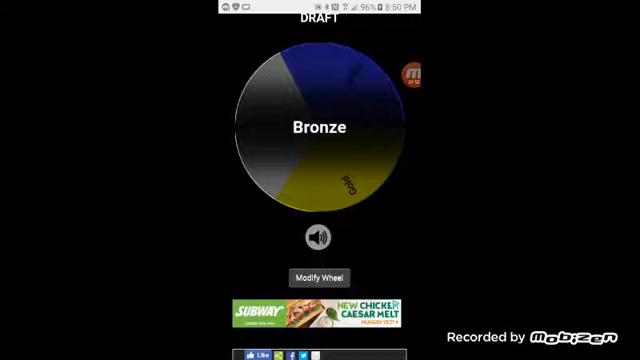 96% 8:50 PM
DRAFT
Bronze
Gold
Modify Wheel
SUBWAY
NEW CHICKEN
CAESAR MELT
HUNGRY YET?
Like
Recorded by mobizen